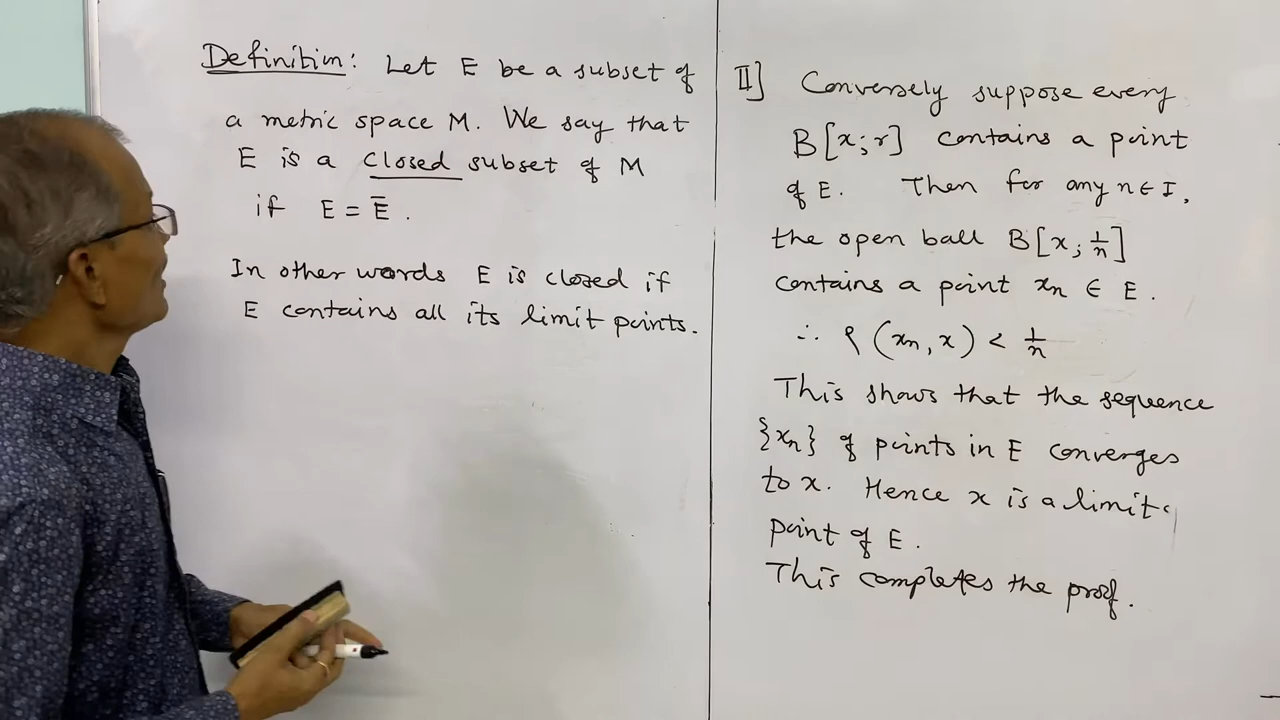 Definition: Let E be a subset of
a metric space M. We say that
E is a closed subset of M
if E = E̅ .
In other words E is closed if
E contains all its limit points.
II] Conversely suppose every
B[x;r] contains a point
of E. Then for any n ∈ I,
the open ball B[x; 1/n]
contains a point xₙ ∈ E.
∴ ρ (xₙ, x) < 1/n
This shows that the sequence
{xₙ} of points in E converges
to x. Hence x is a limit
point of E.
This completes the proof.